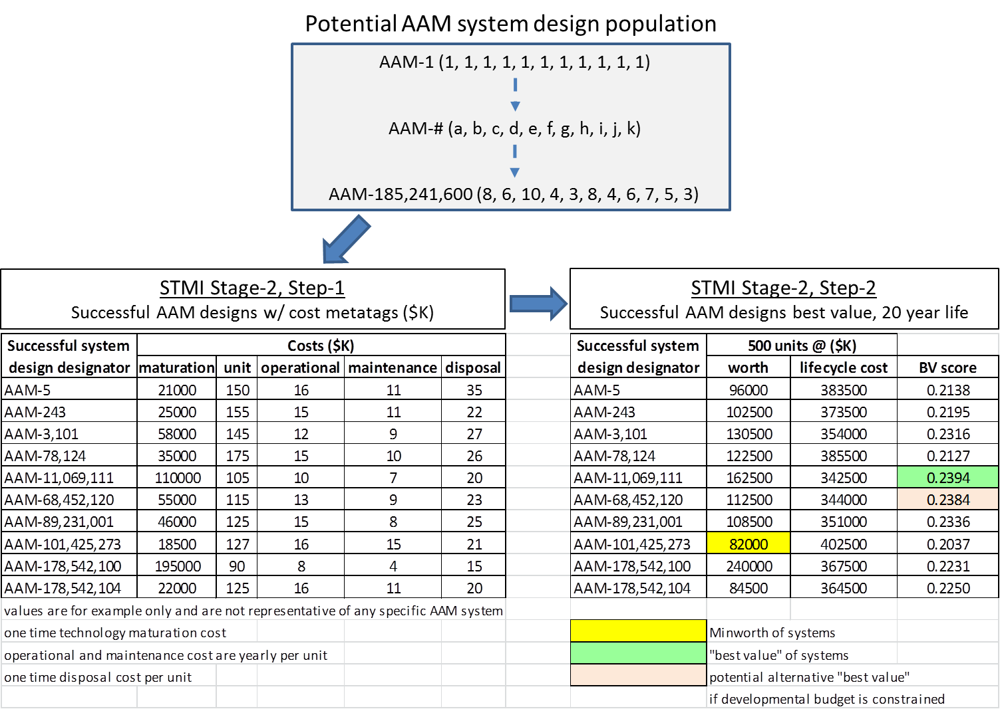 Potential AAM system design population
AAM-1 (1, 1, 1, 1, 1, 1, 1, 1, 1, 1, 1)
AAM-# (a, b, c, d, e, f, g, h, i, j, k)
AAM-185,241,600 (8, 6, 10, 4, 3, 8, 4, 6, 7, 5, 3)
STMI Stage-2, Step-1
Successful AAM designs w/ cost metatags ($K)
Successful system Costs ($K)
design designator maturation unit operational maintenance disposal
AAM-5 21000 150 16 11 35
AAM-243 25000 155 15 11 22
AAM-3,101 58000 145 12 9 27
AAM-78,124 35000 175 15 10 26
AAM-11,069,111 110000 105 10 7 20
AAM-68,452,120 55000 115 13 9 23
AAM-89,231,001 46000 125 15 8 25
AAM-101,425,273 18500 127 16 15 21
AAM-178,542,100 195000 90 8 4 15
AAM-178,542,104 22000 125 16 11 20
values are for example only and are not representative of any specific AAM system
one time technology maturation cost
operational and maintenance cost are yearly per unit
one time disposal cost per unit
STMI Stage-2, Step-2
Successful AAM designs best value, 20 year life
Successful system 500 units @ ($K)
design designator worth lifecycle cost BV score
AAM-5 96000 383500 0.2138
AAM-243 102500 373500 0.2195
AAM-3,101 130500 354000 0.2316
AAM-78,124 122500 385500 0.2127
AAM-11,069,111 162500 342500 0.2394
AAM-68,452,120 112500 344000 0.2384
AAM-89,231,001 108500 351000 0.2336
AAM-101,425,273 82000 402500 0.2037
AAM-178,542,100 240000 367500 0.2231
AAM-178,542,104 84500 364500 0.2250
Minworth of systems
"best value" of systems
potential alternative "best value"
if developmental budget is constrained